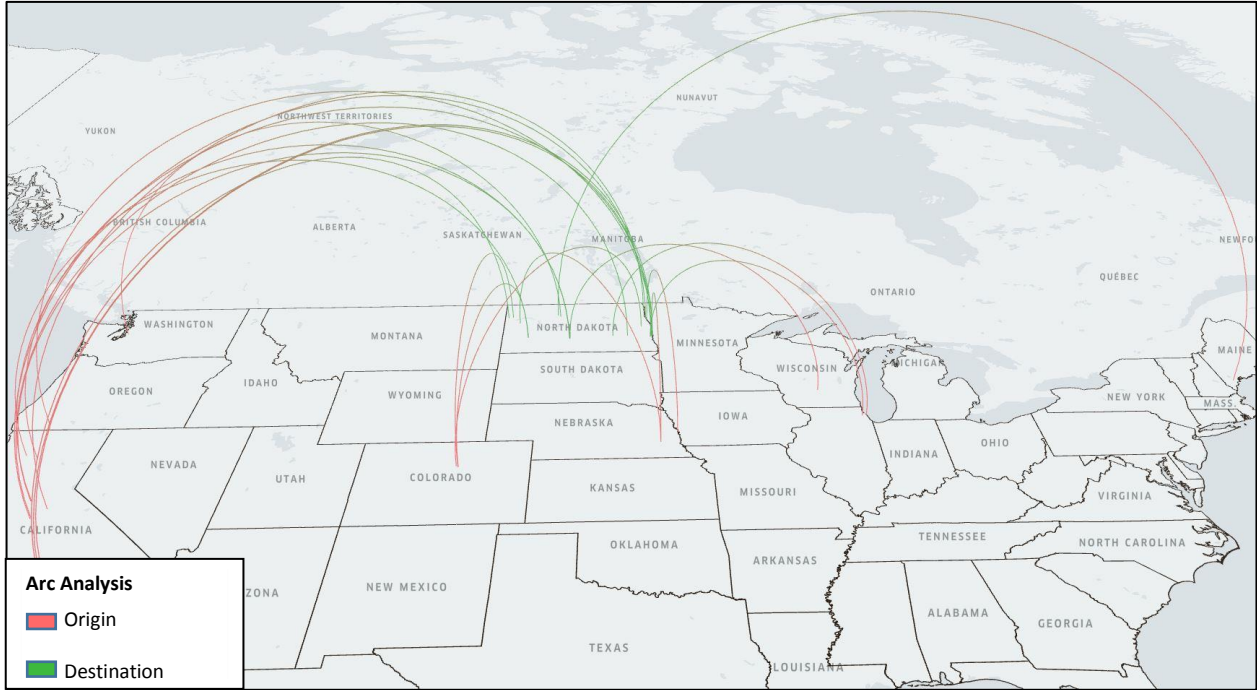 NUNAVUT
NORTHWEST TERRITORIES
YUKON
BRITISH COLUMBIA
ALBERTA
SASKATCHEWAN
MANITOBA
NEWFO
QUÉBEC
ONTARIO
WASHINGTON
MONTANA
NORTH DAKOTA
MINNESOTA
MAINE
WISCONSIN
MICHIGAN
SOUTH DAKOTA
OREGON
IDAHO
WYOMING
NEW YORK
MASS.
IOWA
NEBRASKA
OHIO
INDIANA
NEVADA
UTAH
COLORADO
KANSAS
MISSOURI
VIRGINIA
CALIFORNIA
TENNESSEE
NORTH CAROLINA
OKLAHOMA
ARKANSAS
ZONA
NEW MEXICO
ALABAMA
GEORGIA
TEXAS
LOUISIANA
Arc Analysis
Origin
Destination